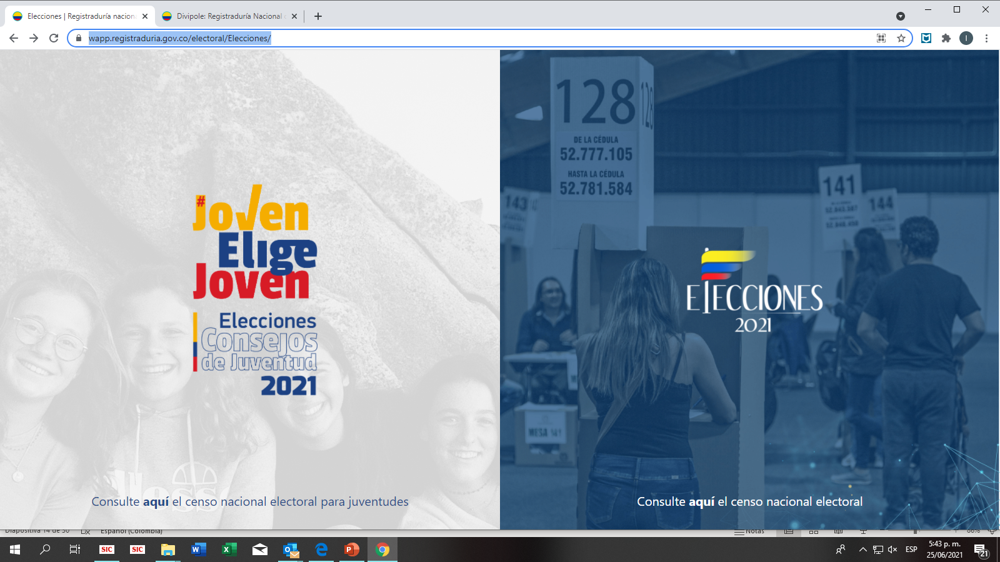 Elecciones | Registraduría nacion
Divipole: Registraduría Nacional
wapp.registraduria.gov.co/electoral/Elecciones/
I
#Joven
Elige
Joven
Elecciones
Consejos
de Juventud
2021
Consulte aquí el censo nacional electoral para juventudes
128
128
DE LA CÉDULA
52.777.105
HASTA LA CÉDULA
52.781.584
143
141
144
MESA
ELECCIONES
2021
Consulte aquí el censo nacional electoral
Diapositiva 14 de 30
Español (Colombia)
Notas
86%
SIC
SIC
ESP
5:43 p. m.
25/06/2021
21